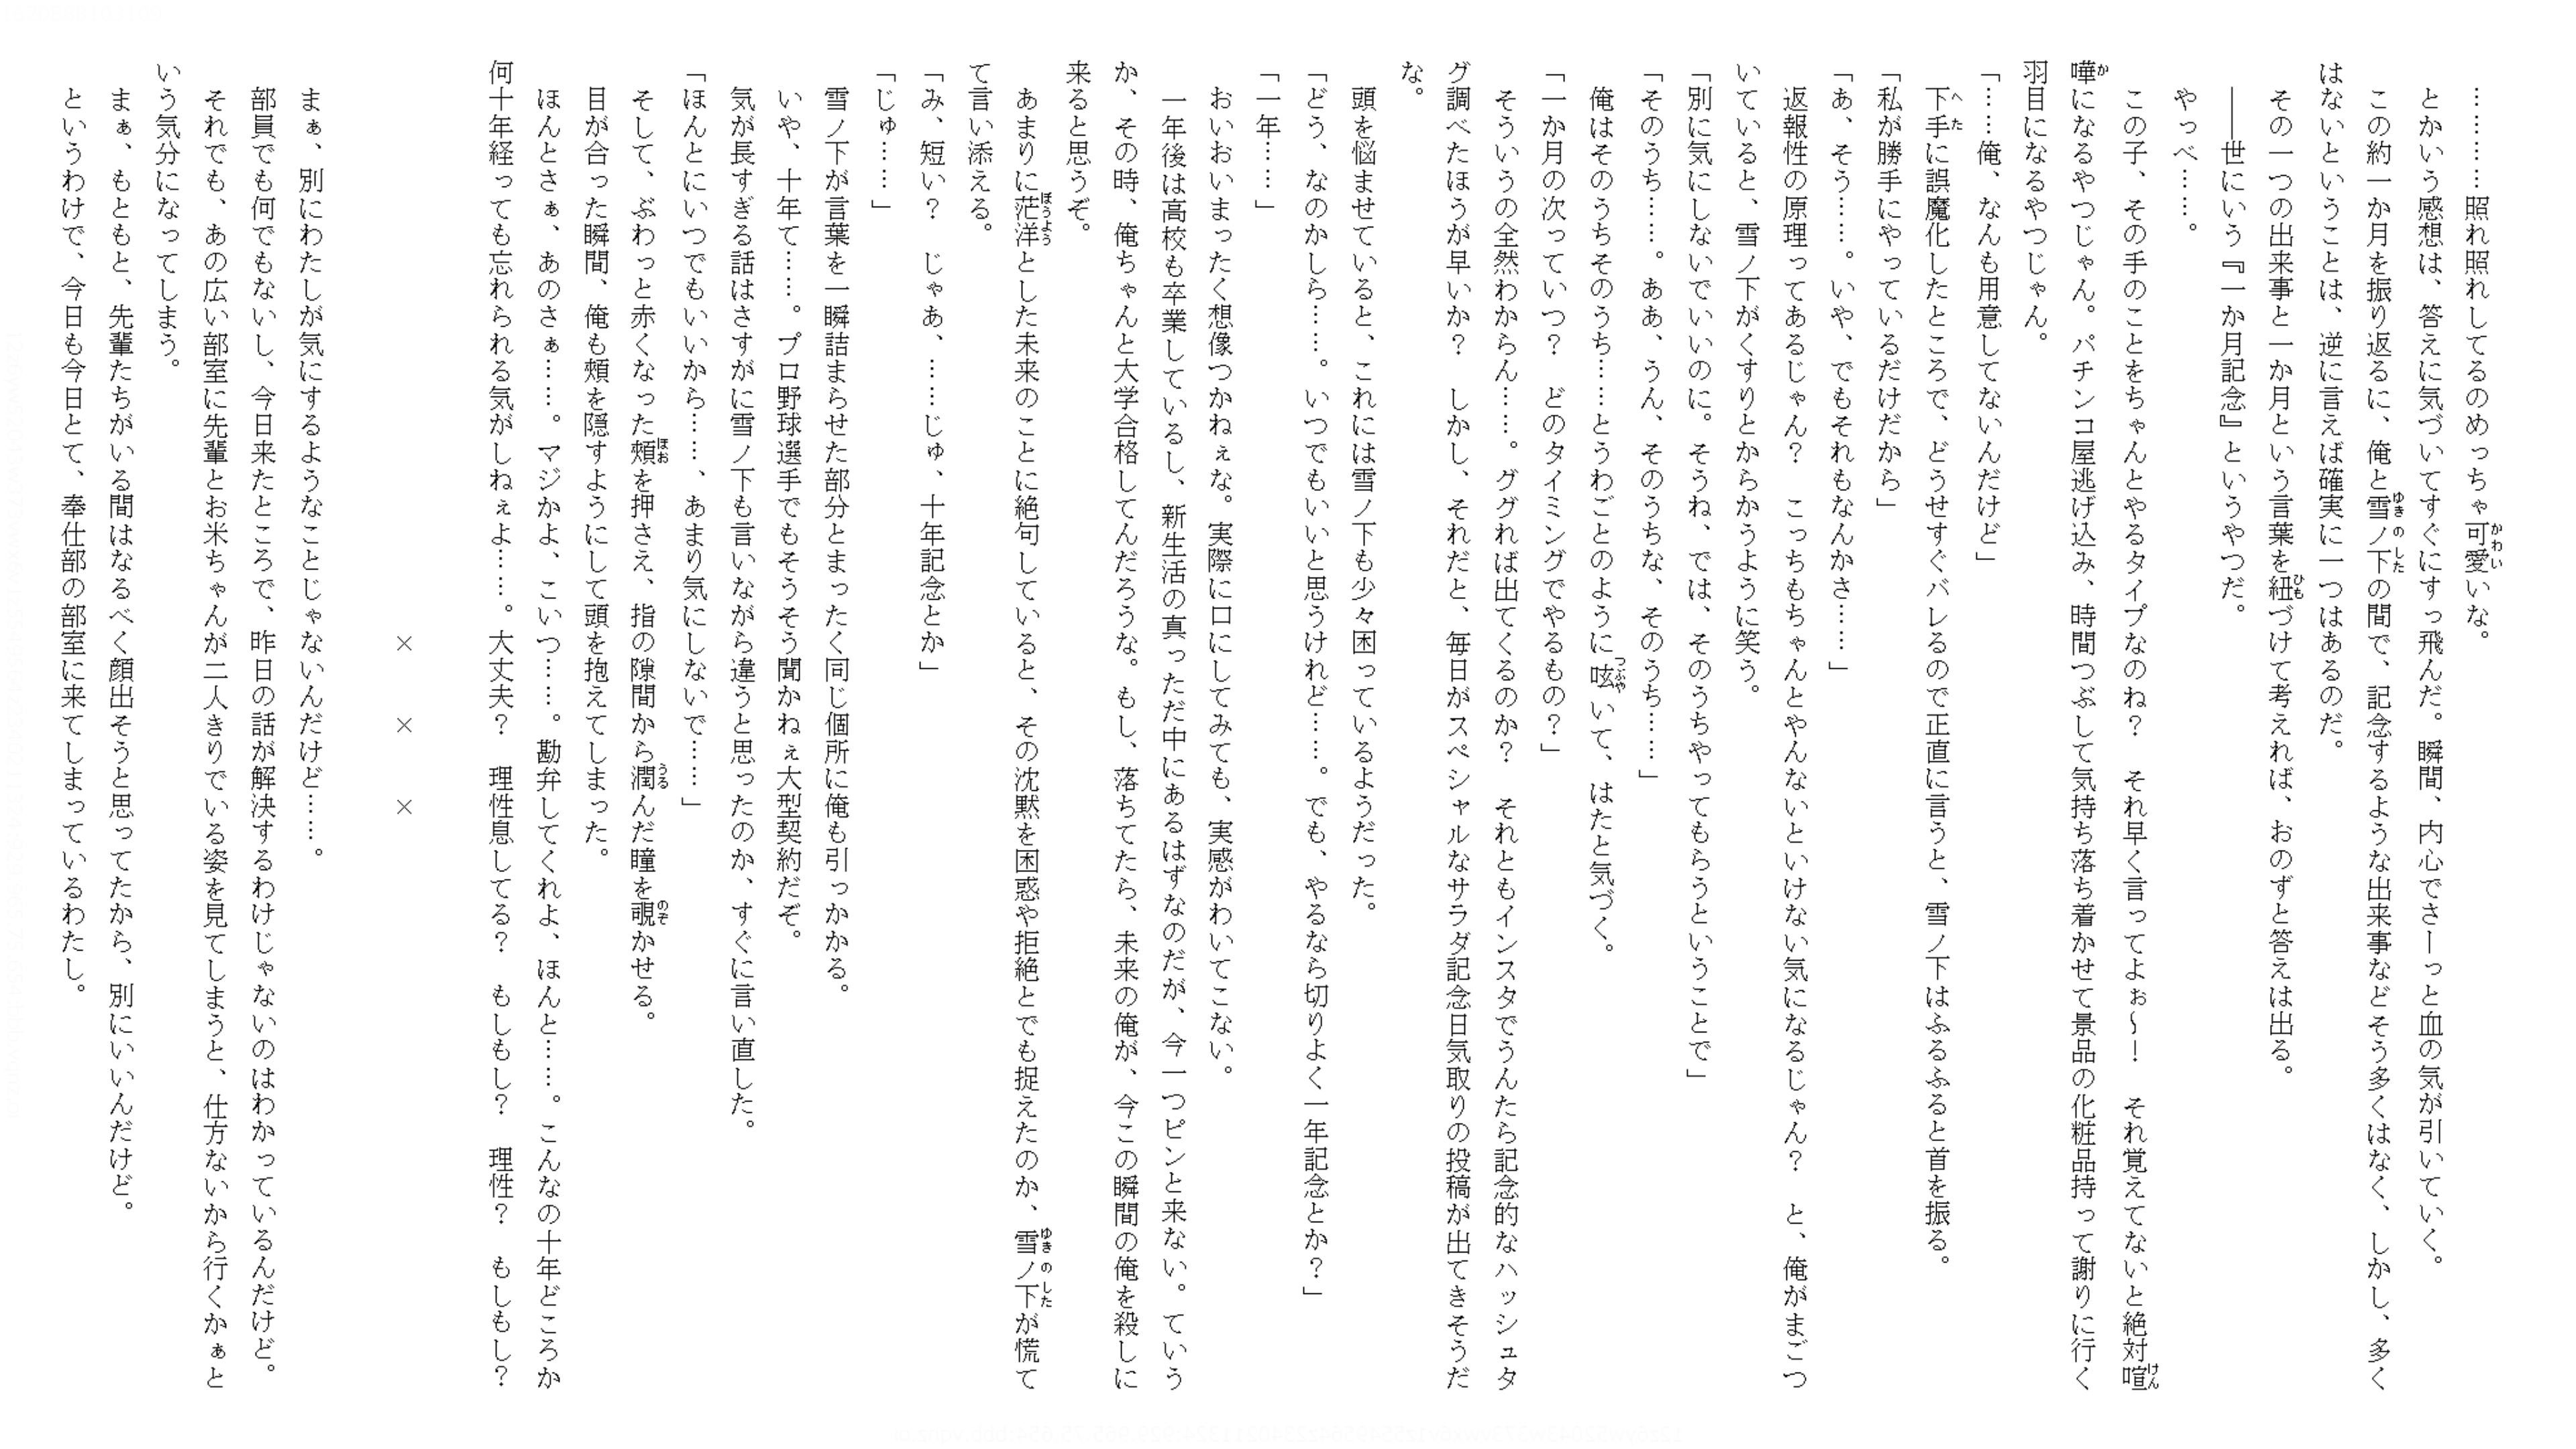 …………照れ照れしてるのめっちゃ可愛いな。
とかいう感想は、答えに気づいてすぐにすっ飛んだ。瞬間、内心でさーっと血の気が引いていく。
この約一か月を振り返るに、俺と雪ノ下の間で、記念するような出来事などそう多くはなく、しかし、多く
はないということは、逆に言えば確実に一つはあるのだ。
その一つの出来事と一か月という言葉を紐づけて考えれば、おのずと答えは出る。
――世にいう『一か月記念』というやつだ。
やっべ……。
この子、その手のことをちゃんとやるタイプなのね？　それ早く言ってよぉ～！　それ覚えてないと絶対喧
嘩になるやつじゃん。パチンコ屋逃げ込み、時間つぶして気持ち落ち着かせて景品の化粧品持って謝りに行く
羽目になるやつじゃん。
「……俺、なんも用意してないんだけど」
下手に誤魔化したところで、どうせすぐバレるので正直に言うと、雪ノ下はふるふると首を振る。
「私が勝手にやっているだけだから」
「あ、そう……。いや、でもそれもなんかさ……」
返報性の原理ってあるじゃん？　こっちもちゃんとやんないといけない気になるじゃん？　と、俺がまごつ
いていると、雪ノ下がくすりとからかうように笑う。
「別に気にしないでいいのに。そうね、では、そのうちやってもらうということで」
「そのうち……。ああ、うん、そのうちな、そのうち……」
俺はそのうちそのうち……とうわごとのように呟いて、はたと気づく。
「一か月の次っていつ？　どのタイミングでやるもの？」
そういうの全然わからん……。ググれば出てくるのか？　それともインスタでうんたら記念的なハッシュタ
グ調べたほうが早いか？　しかし、それだと、毎日がスペシャルなサラダ記念日気取りの投稿が出てきそうだ
な。
頭を悩ませていると、これには雪ノ下も少々困っているようだった。
「どう、なのかしら……。いつでもいいと思うけれど……。でも、やるなら切りよく一年記念とか？」
「一年……」
おいおいまったく想像つかねぇな。実際に口にしてみても、実感がわいてこない。
一年後は高校も卒業しているし、新生活の真っただ中にあるはずなのだが、今一つピンと来ない。ていう
か、その時、俺ちゃんと大学合格してんだろうな。もし、落ちてたら、未来の俺が、今この瞬間の俺を殺しに
来ると思うぞ。
あまりに茫洋とした未来のことに絶句していると、その沈黙を困惑や拒絶とでも捉えたのか、雪ノ下が慌て
て言い添える。
「み、短い？　じゃあ、……じゅ、十年記念とか」
「じゅ……」
雪ノ下が言葉を一瞬詰まらせた部分とまったく同じ個所に俺も引っかかる。
いや、十年て……。プロ野球選手でもそうそう聞かねぇ大型契約だぞ。
気が長すぎる話はさすがに雪ノ下も言いながら違うと思ったのか、すぐに言い直した。
「ほんとにいつでもいいから……、あまり気にしないで……」
そして、ぶわっと赤くなった頰を押さえ、指の隙間から潤んだ瞳を覗かせる。
目が合った瞬間、俺も頰を隠すようにして頭を抱えてしまった。
ほんとさぁ、あのさぁ……。マジかよ、こいつ……。勘弁してくれよ、ほんと……。こんなの十年どころか
何十年経っても忘れられる気がしねぇよ……。大丈夫？　理性息してる？　もしもし？　理性？　もしもし？
×　×　×
まぁ、別にわたしが気にするようなことじゃないんだけど……。
部員でも何でもないし、今日来たところで、昨日の話が解決するわけじゃないのはわかっているんだけど。
それでも、あの広い部室に先輩とお米ちゃんが二人きりでいる姿を見てしまうと、仕方ないから行くかぁと
いう気分になってしまう。
まぁ、もともと、先輩たちがいる間はなるべく顔出そうと思ってたから、別にいいんだけど。
というわけで、今日も今日とて、奉仕部の部室に来てしまっているわたし。